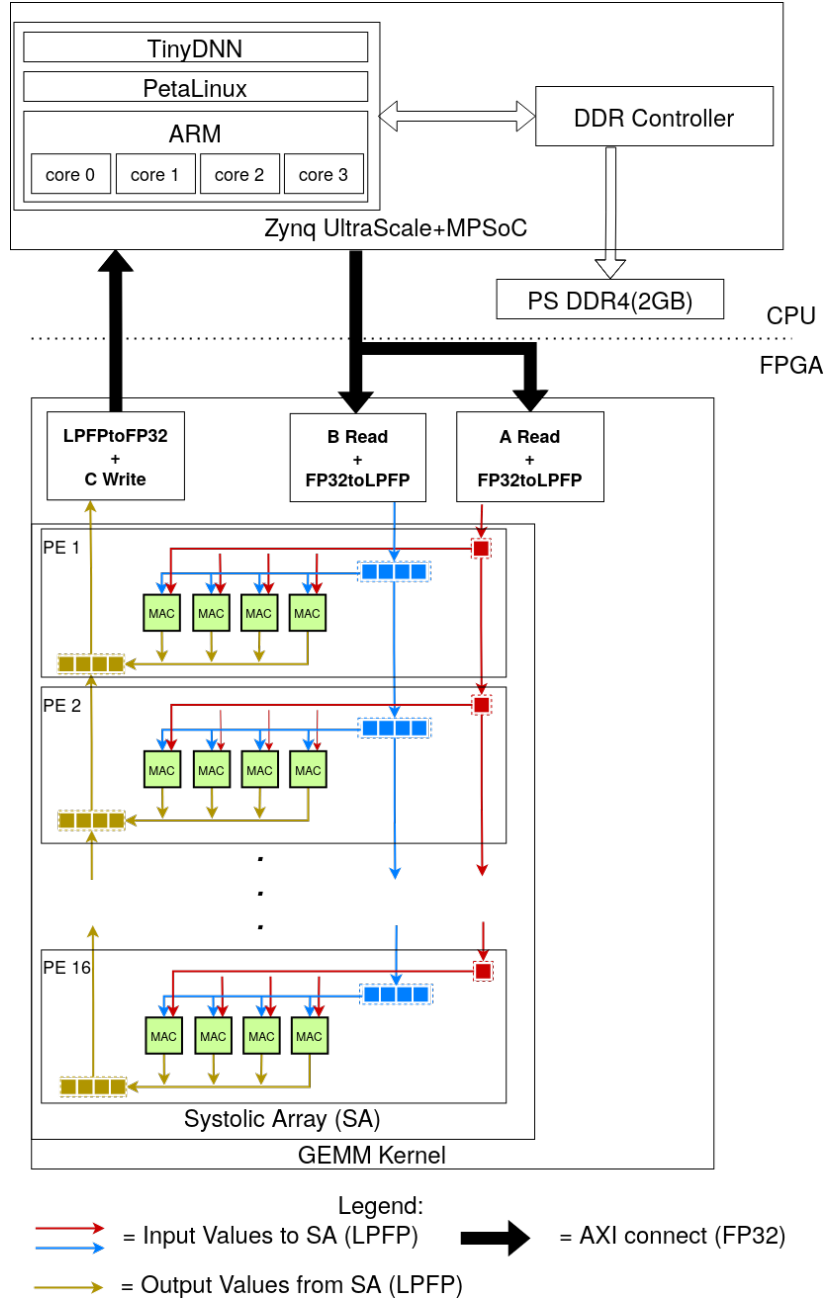 TinyDNN
PetaLinux
ARM
core 0
core 1
core 2
core 3
DDR Controller
Zynq UltraScale+MPSoC
PS DDR4(2GB)
CPU
FPGA
LPFPtoFP32
+
C Write
B Read
+
FP32toLPFP
A Read
+
FP32toLPFP
PE 1
MAC
MAC
MAC
MAC
PE 2
MAC
MAC
MAC
MAC
.
.
.
PE 16
MAC
MAC
MAC
MAC
Systolic Array (SA)
GEMM Kernel
Legend:
= Input Values to SA (LPFP)
= AXI connect (FP32)
= Output Values from SA (LPFP)